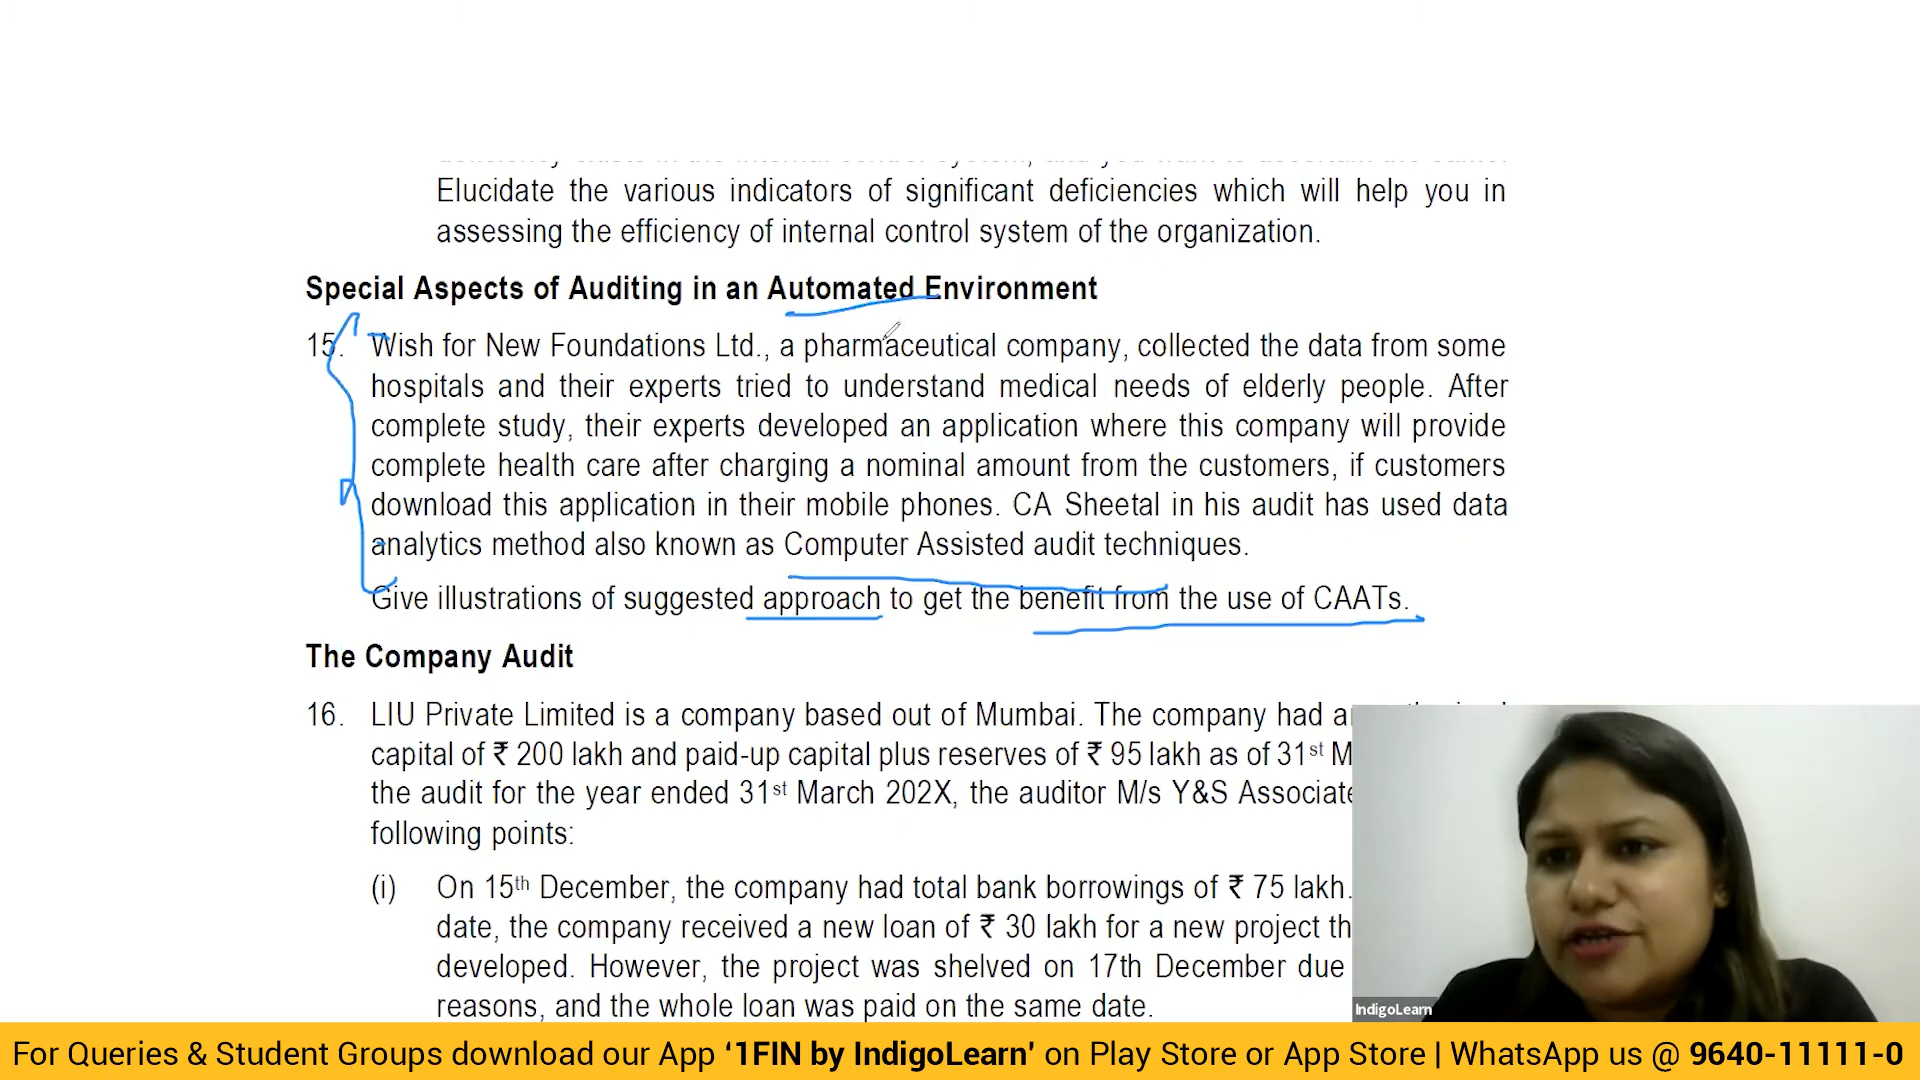 Elucidate the various indicators of significant deficiencies which will help you in
assessing the efficiency of internal control system of the organization.
Special Aspects of Auditing in an Automated Environment
15. Wish for New Foundations Ltd., a pharmaceutical company, collected the data from some
hospitals and their experts tried to understand medical needs of elderly people. After
complete study, their experts developed an application where this company will provide
complete health care after charging a nominal amount from the customers, if customers
download this application in their mobile phones. CA Sheetal in his audit has used data
analytics method also known as Computer Assisted audit techniques.
Give illustrations of suggested approach to get the benefit from the use of CAATs.
The Company Audit
16. LIU Private Limited is a company based out of Mumbai. The company had
capital of ₹ 200 lakh and paid-up capital plus reserves of ₹ 95 lakh as of 31st
the audit for the year ended 31st March 202X, the auditor M/s Y&S
following points:
(i) On 15th December, the company had total bank borrowings of ₹ 75 lakh.
date, the company received a new loan of ₹ 30 lakh for a new project
developed. However, the project was shelved on 17th December due
reasons, and the whole loan was paid on the same date.
IndigoLearn
For Queries & Student Groups download our App ‘1FIN by IndigoLearn' on Play Store or App Store | WhatsApp us @ 9640-11111-0